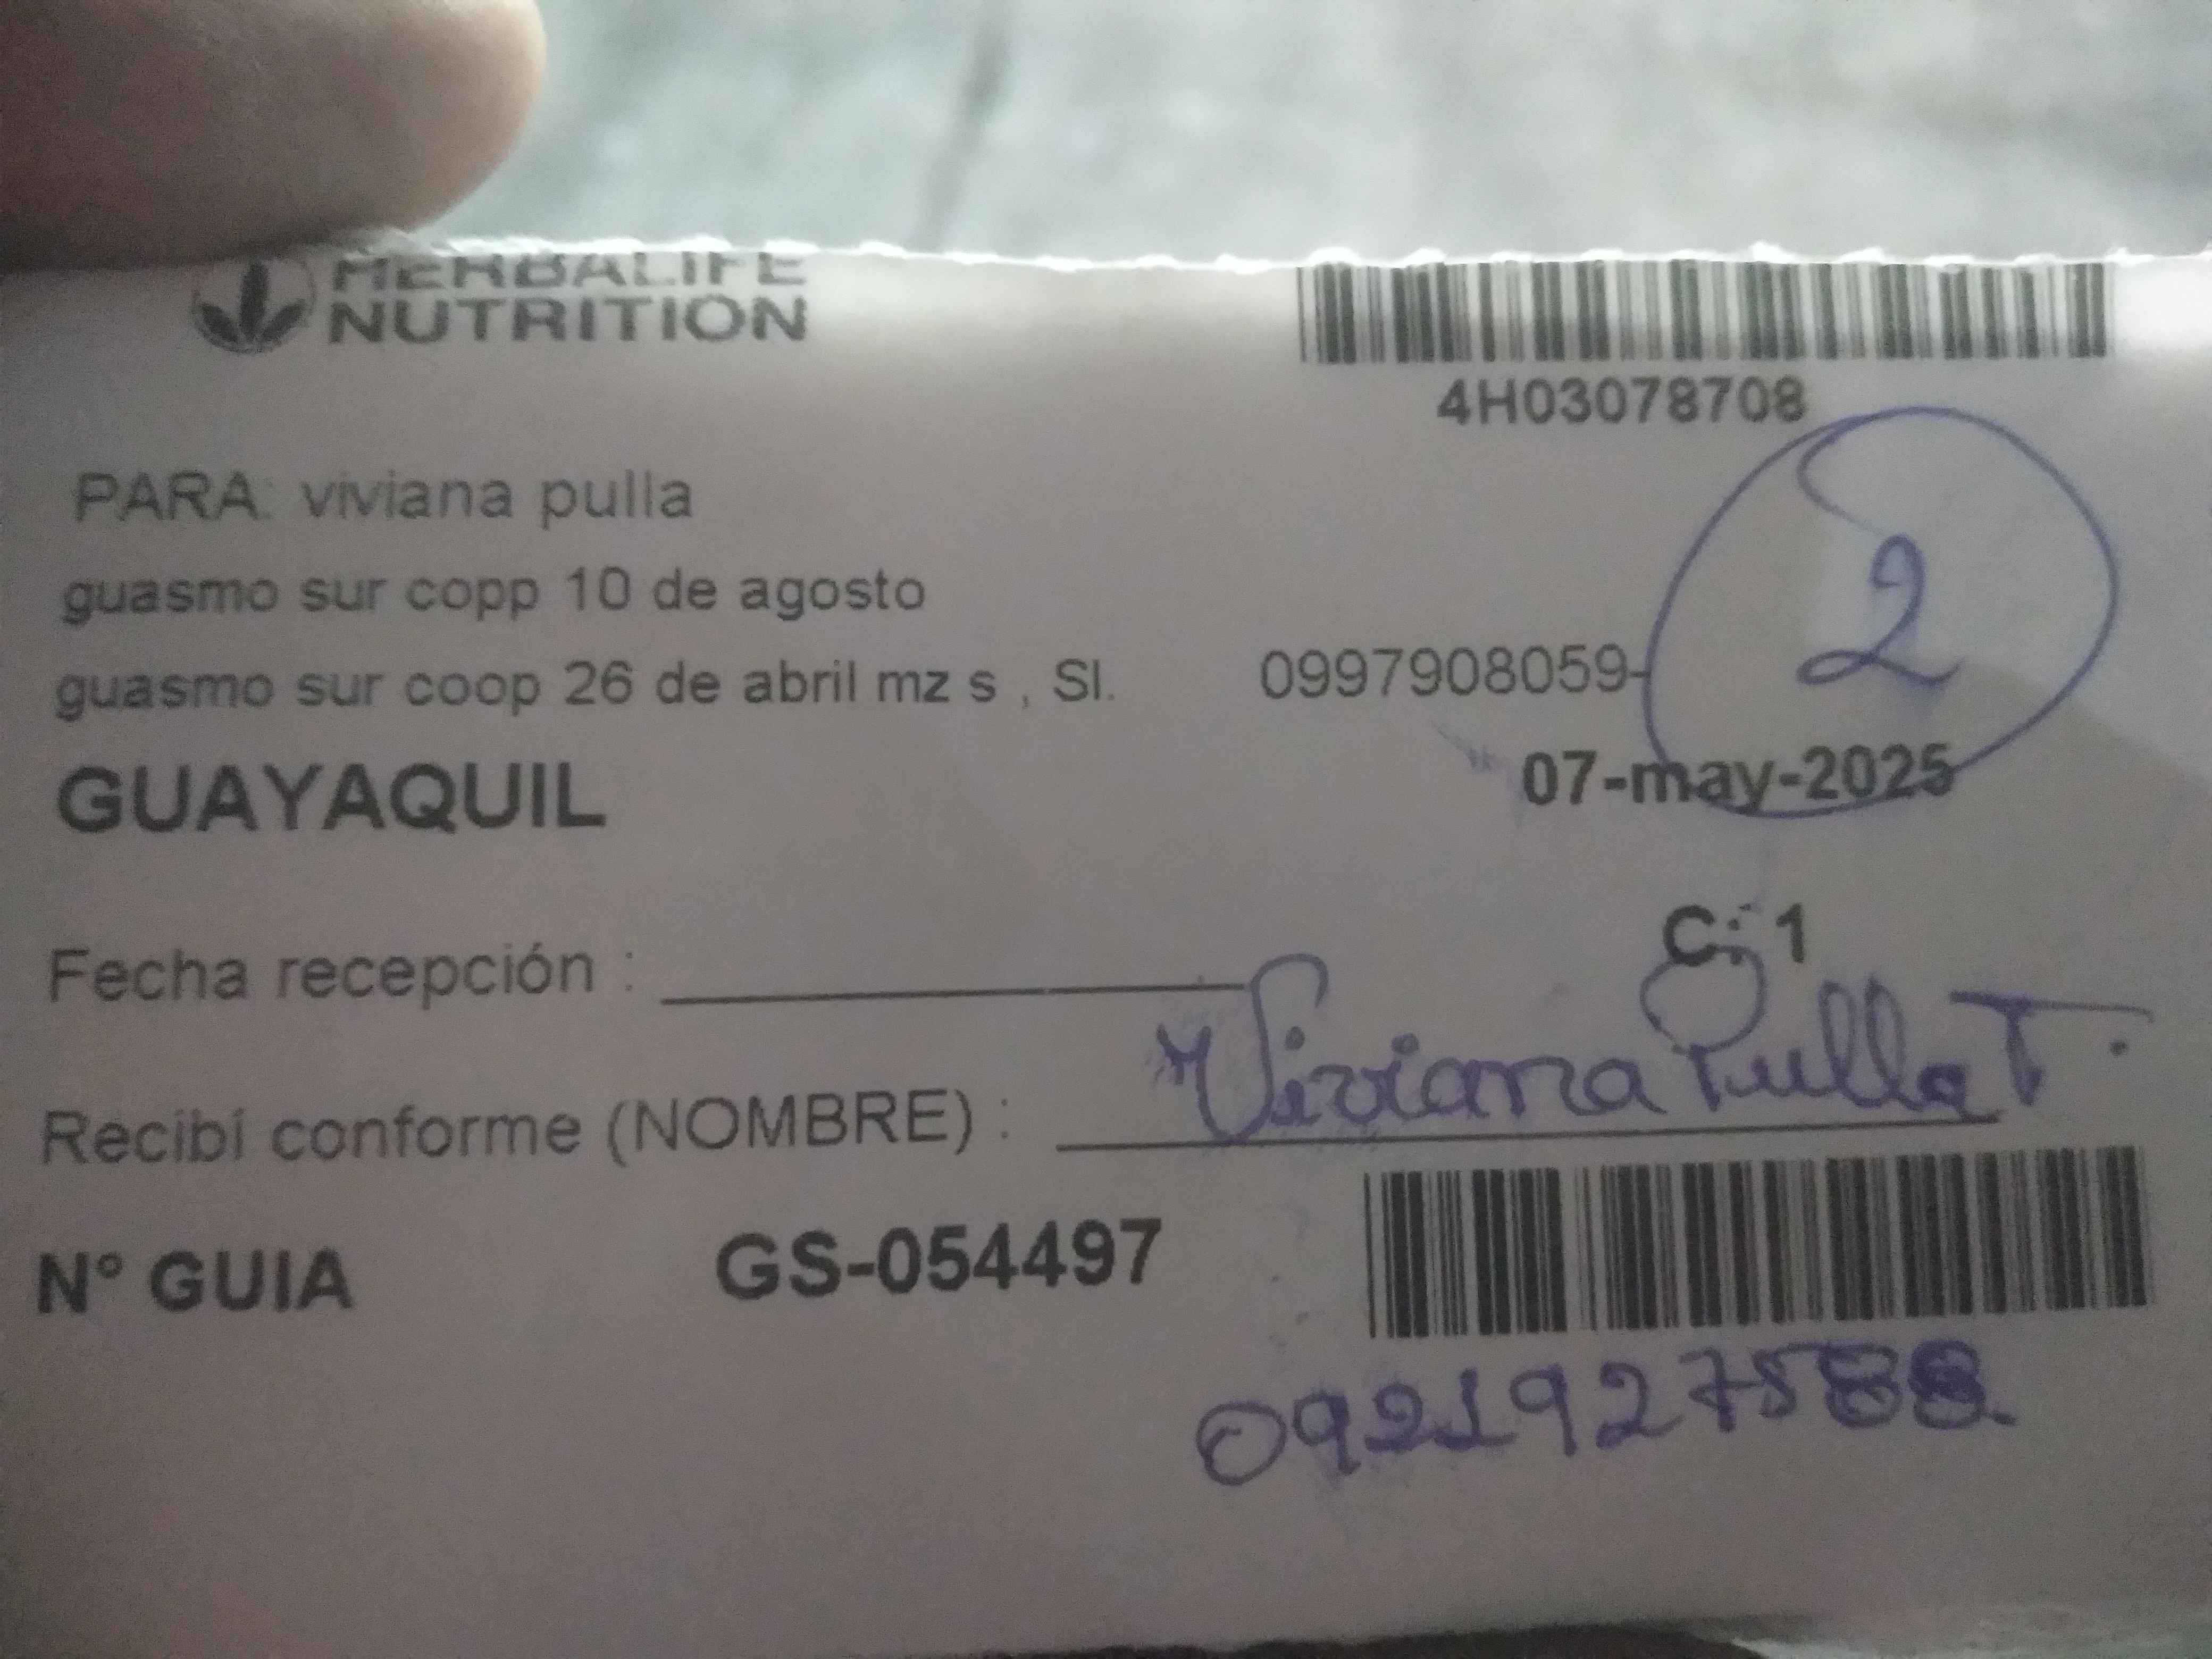 HERBALIFE
NUTRITION
4H03078708
PARA: viviana pulla
2
guasmo sur copp 10 de agosto
guasmo sur coop 26 de abril mz s , Sl. 0997908059-
GUAYAQUIL 07-may-2025
C: 1
Fecha recepción :
Recibí conforme (NOMBRE) : Viviana Pulla T.
N° GUIA GS-054497
0921927588